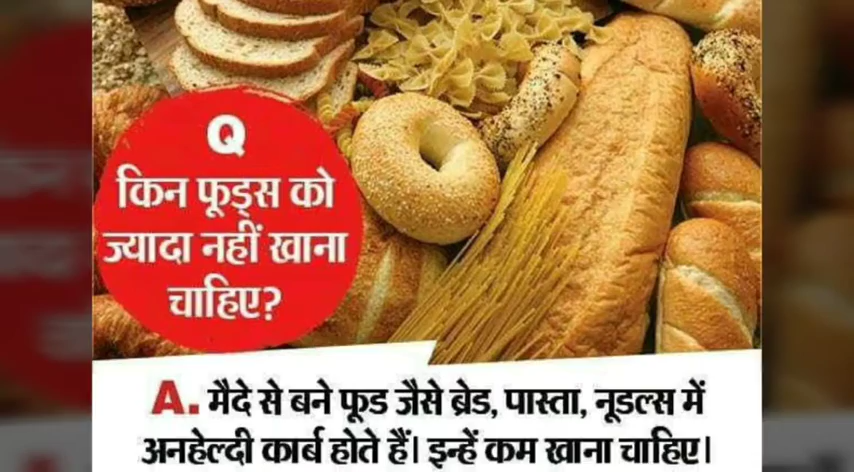 Q
किन फूड्स को
ज्यादा नहीं खाना
चाहिए?
A. मैदे से बने फूड जैसे ब्रेड, पास्ता, नूडल्स में
अनहेल्दी कार्ब होते हैं। इन्हें कम खाना चाहिए।